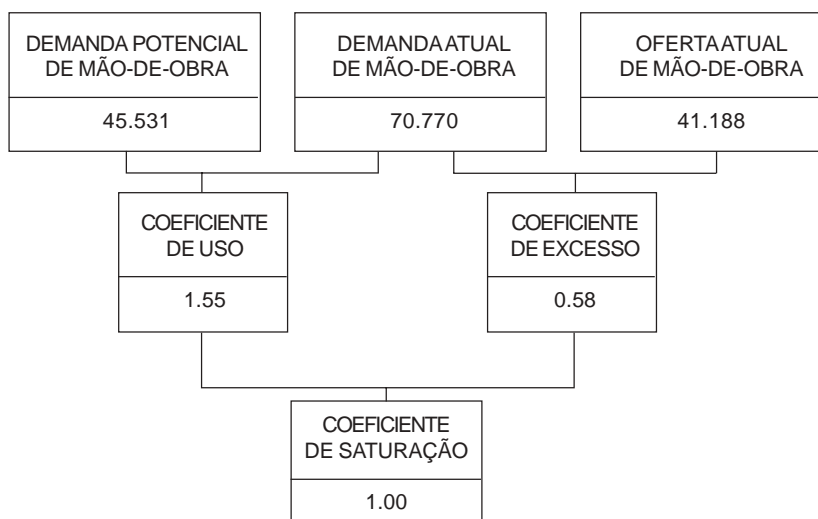 DEMANDA POTENCIAL
DE MÃO-DE-OBRA
45.531
DEMANDA ATUAL
DE MÃO-DE-OBRA
70.770
OFERTA ATUAL
DE MÃO-DE-OBRA
41.188
COEFICIENTE
DE USO
1.55
COEFICIENTE
DE EXCESSO
0.58
COEFICIENTE
DE SATURAÇÃO
1.00